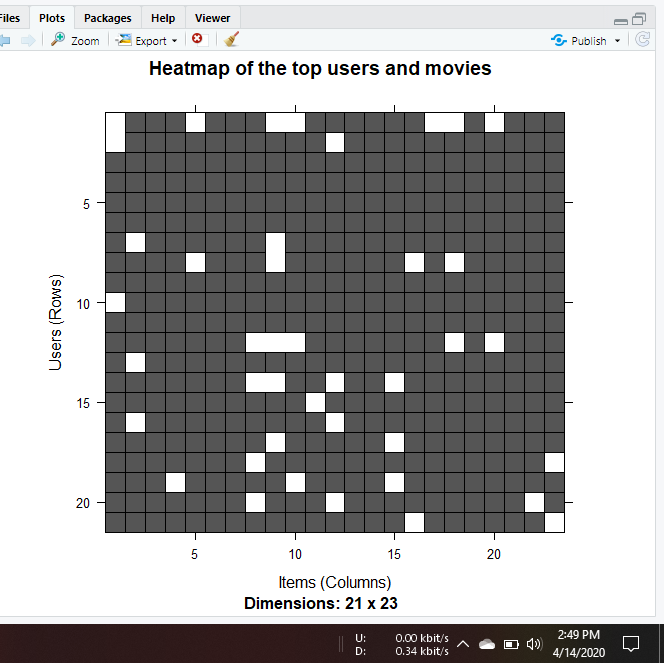 Files Plots Packages Help Viewer
Zoom Export Publish
Heatmap of the top users and movies
5
10
15
20
Users (Rows)
5 10 15 20
Items (Columns)
Dimensions: 21 x 23
U: 0.00 kbit/s
D: 0.34 kbit/s
2:49 PM
4/14/2020